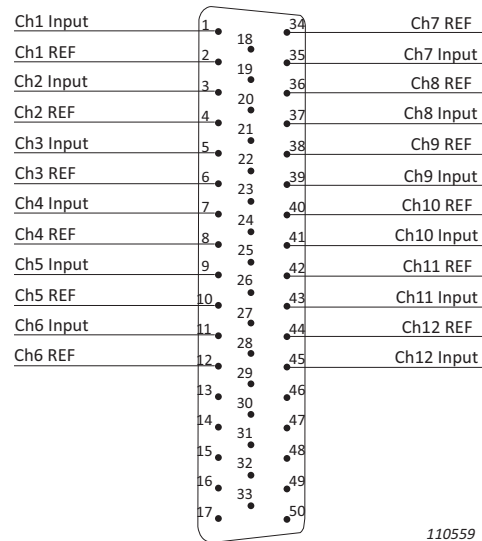 Ch1 Input 1 34 Ch7 REF
18
Ch1 REF 2 35 Ch7 Input
19
Ch2 Input 3 36 Ch8 REF
20
Ch2 REF 4 37 Ch8 Input
21
Ch3 Input 5 38 Ch9 REF
22
Ch3 REF 6 39 Ch9 Input
23
Ch4 Input 7 40 Ch10 REF
24
Ch4 REF 8 41 Ch10 Input
25
Ch5 Input 9 42 Ch11 REF
26
Ch5 REF 10 43 Ch11 Input
27
Ch6 Input 11 44 Ch12 REF
28
Ch6 REF 12 45 Ch12 Input
29
13 46
30
14 47
31
15 48
32
16 49
33
17 50
110559